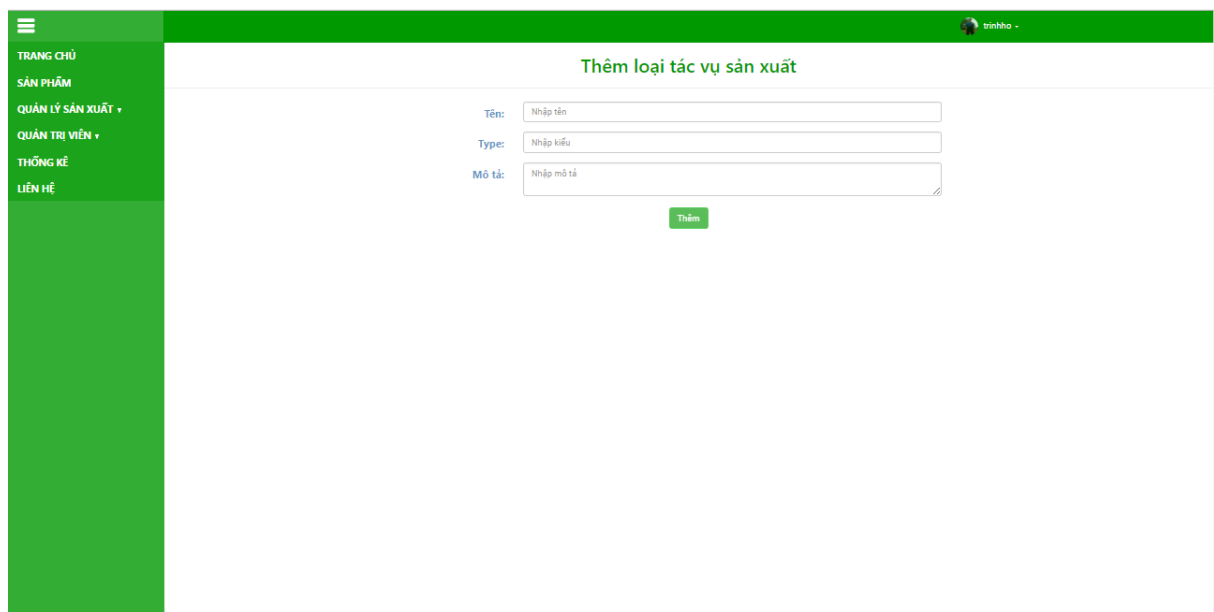 trinhho
TRANG CHỦ
SẢN PHẨM
QUẢN LÝ SẢN XUẤT
QUẢN TRỊ VIÊN
THỐNG KÊ
LIÊN HỆ
Thêm loại tác vụ sản xuất
Tên: Nhập tên
Type: Nhập kiểu
Mô tả: Nhập mô tả
Thêm